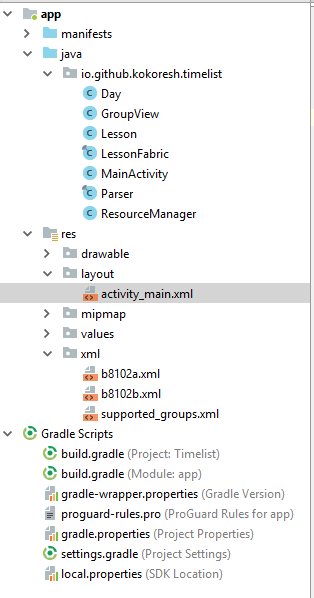 app
manifests
java
io.github.kokoresh.timelist
Day
GroupView
Lesson
LessonFabric
MainActivity
Parser
ResourceManager
res
drawable
layout
activity_main.xml
mipmap
values
xml
b8102a.xml
b8102b.xml
supported_groups.xml
Gradle Scripts
build.gradle (Project: Timelist)
build.gradle (Module: app)
gradle-wrapper.properties (Gradle Version)
proguard-rules.pro (ProGuard Rules for app)
gradle.properties (Project Properties)
settings.gradle (Project Settings)
local.properties (SDK Location)